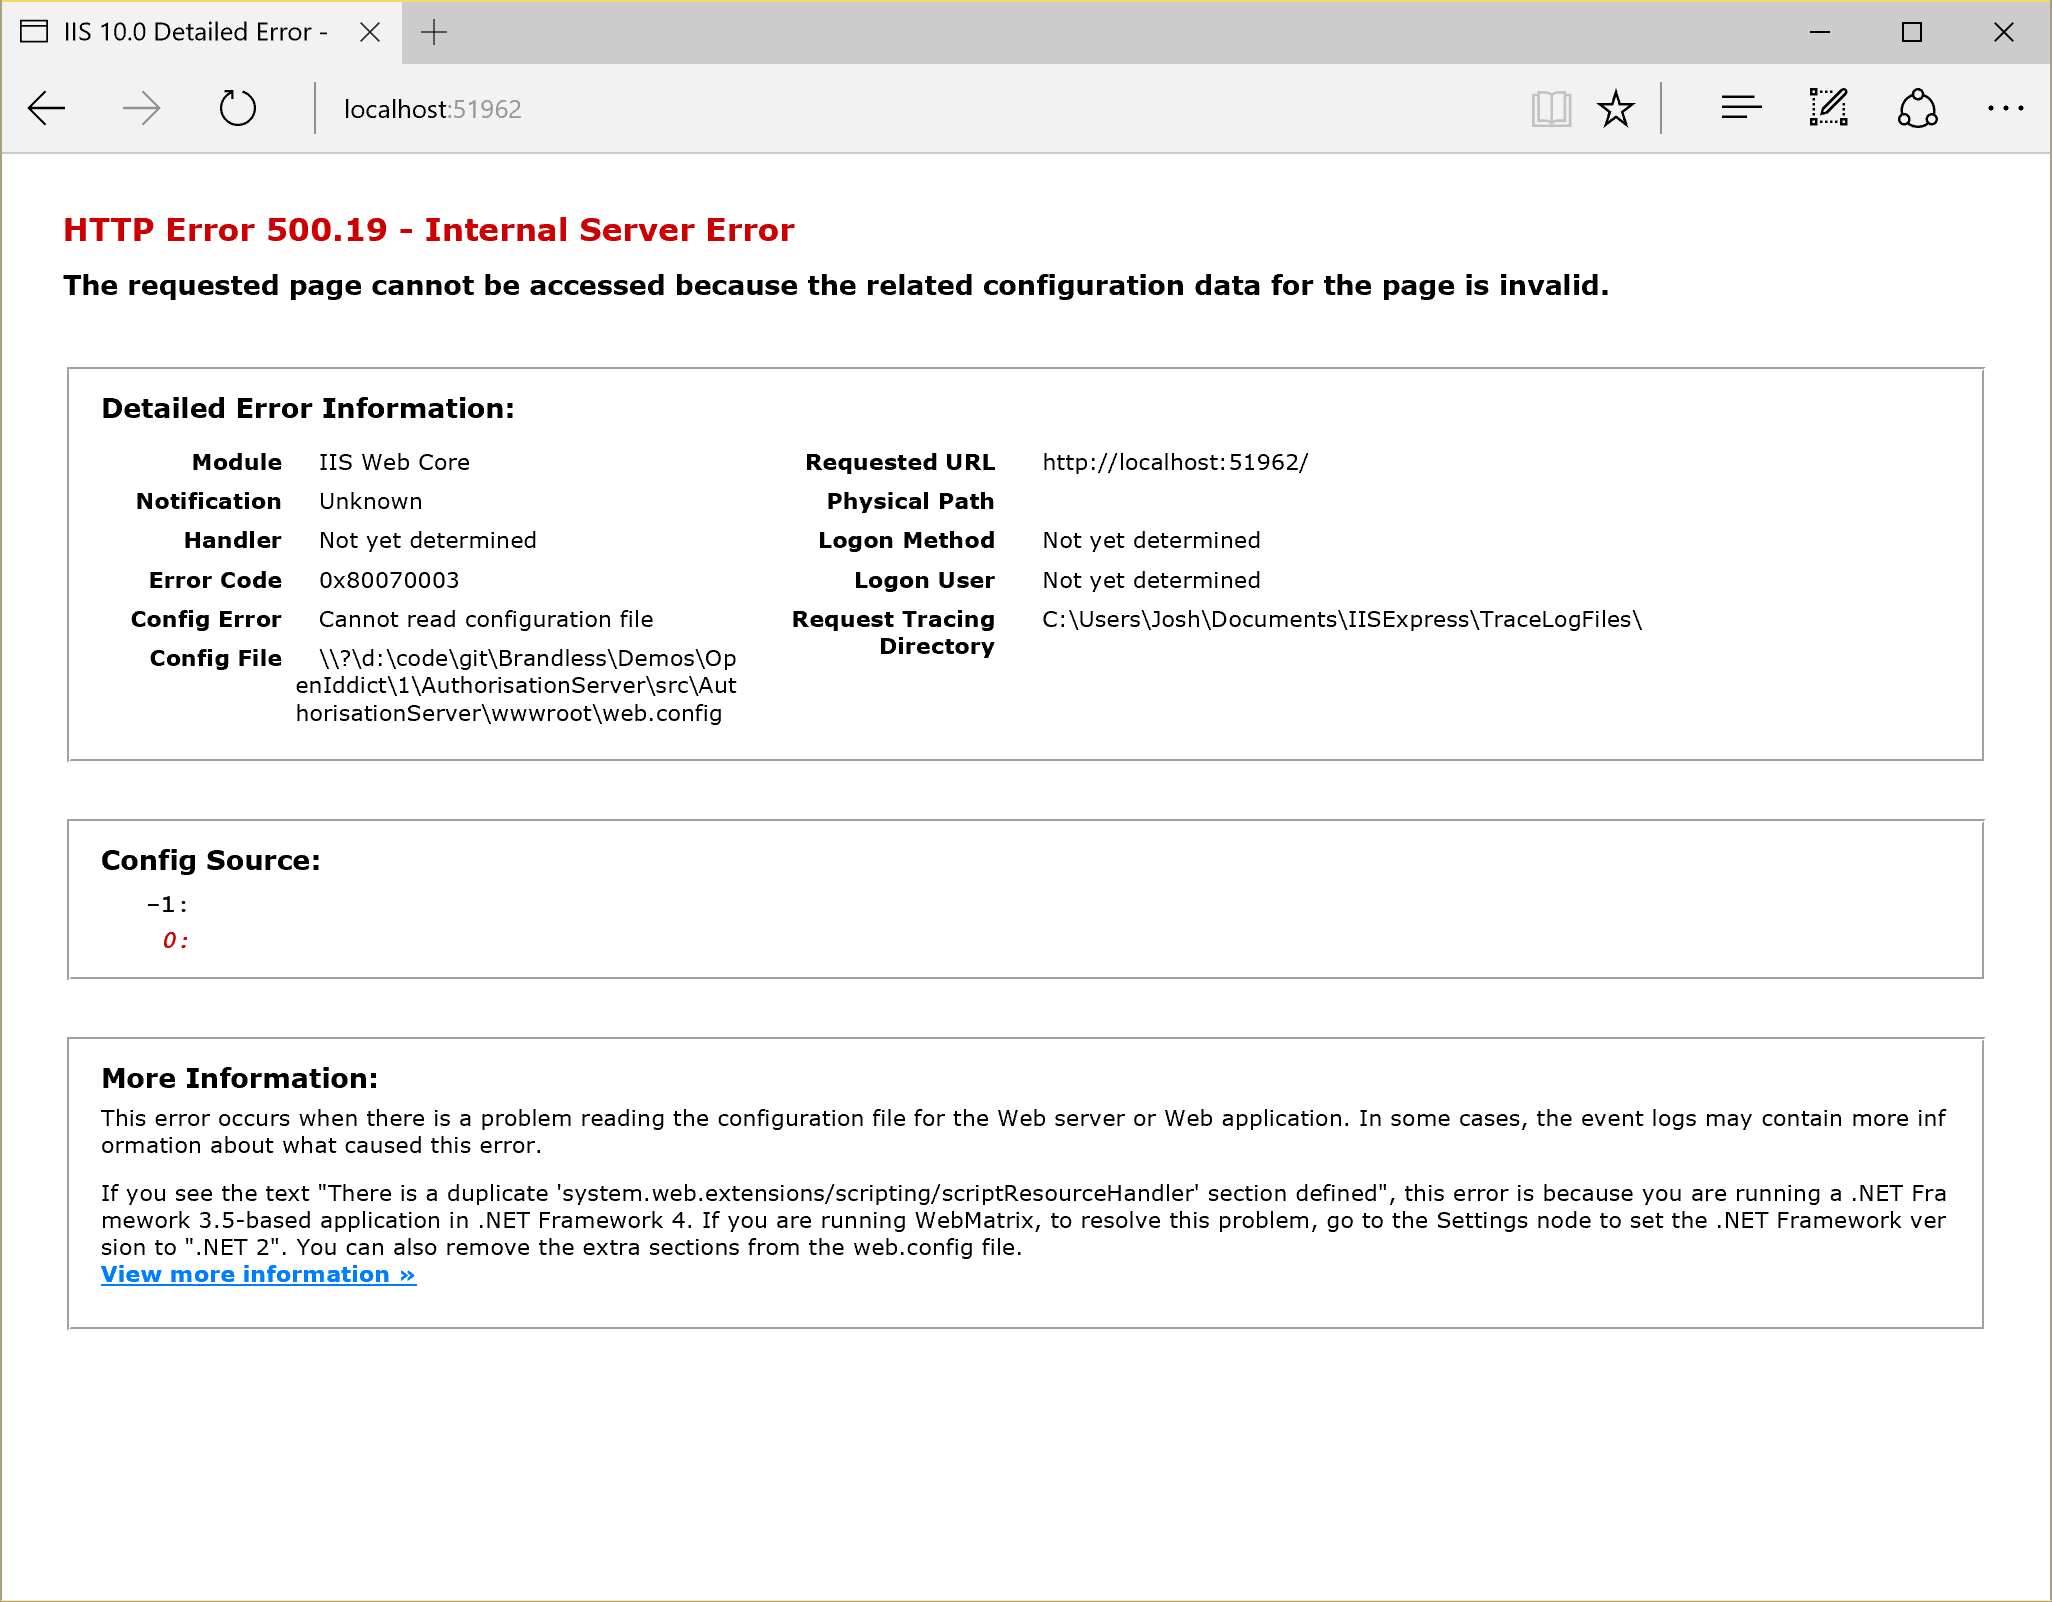 IIS 10.0 Detailed Error -
localhost:51962
HTTP Error 500.19 - Internal Server Error
The requested page cannot be accessed because the related configuration data for the page is invalid.
Detailed Error Information:
Module IIS Web Core
Notification Unknown
Handler Not yet determined
Error Code 0x80070003
Config Error Cannot read configuration file
Config File \\?\d:\code\git\Brandless\Demos\Op
enIddict\1\AuthorisationServer\src\Aut
horisationServer\wwwroot\web.config
Requested URL http://localhost:51962/
Physical Path
Logon Method Not yet determined
Logon User Not yet determined
Request Tracing C:\Users\Josh\Documents\IISExpress\TraceLogFiles\
Directory
Config Source:
-1:
0:
More Information:
This error occurs when there is a problem reading the configuration file for the Web server or Web application. In some cases, the event logs may contain more inf
ormation about what caused this error.
If you see the text "There is a duplicate 'system.web.extensions/scripting/scriptResourceHandler' section defined", this error is because you are running a .NET Fra
mework 3.5-based application in .NET Framework 4. If you are running WebMatrix, to resolve this problem, go to the Settings node to set the .NET Framework ver
sion to ".NET 2". You can also remove the extra sections from the web.config file.
View more information »